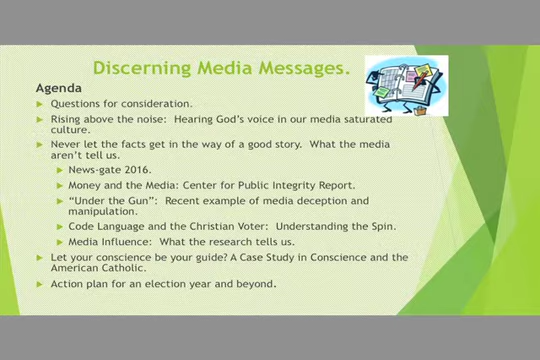 Discerning Media Messages.
Agenda
Questions for consideration.
Rising above the noise: Hearing God's voice in our media saturated
culture.
Never let the facts get in the way of a good story. What the media
aren't tell us.
News-gate 2016.
Money and the Media: Center for Public Integrity Report.
"Under the Gun": Recent example of media deception and
manipulation.
Code Language and the Christian Voter: Understanding the Spin.
Media Influence: What the research tells us.
Let your conscience be your guide? A Case Study in Conscience and the
American Catholic.
Action plan for an election year and beyond.